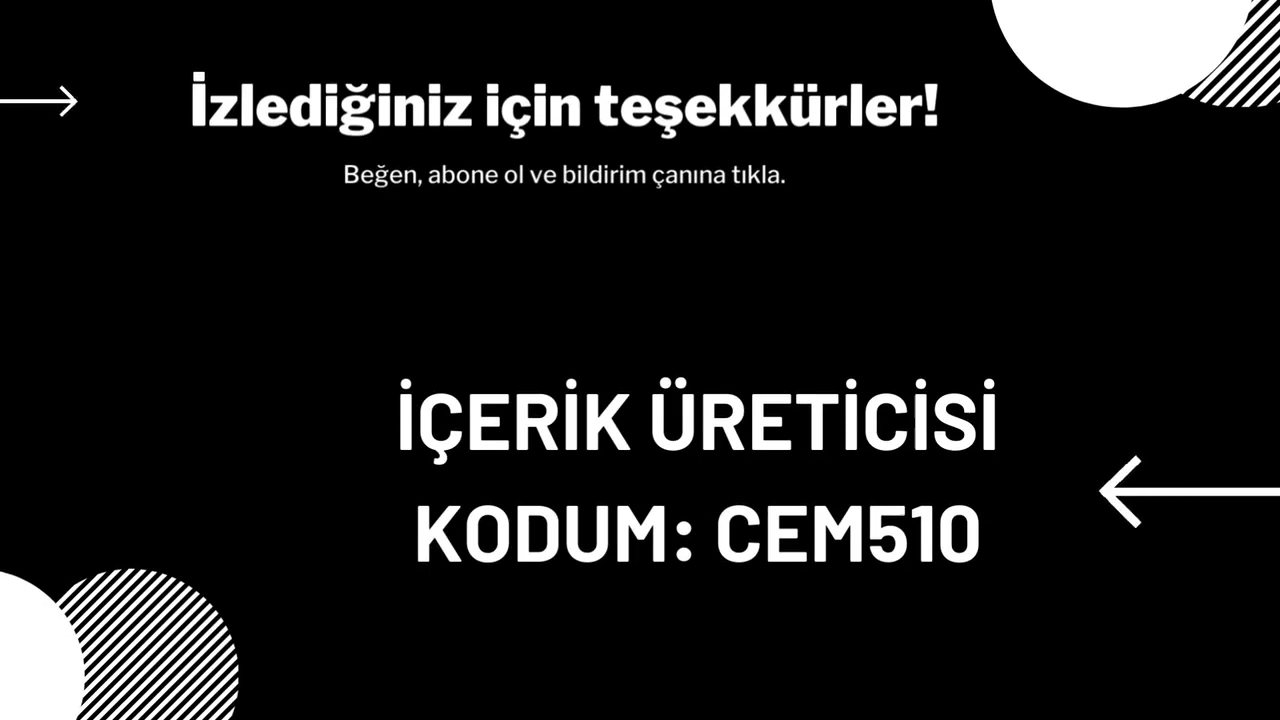 İzlediğiniz için teşekkürler!
Beğen, abone ol ve bildirim çanına tıkla.
İÇERİK ÜRETİCİSİ
KODUM: CEM510